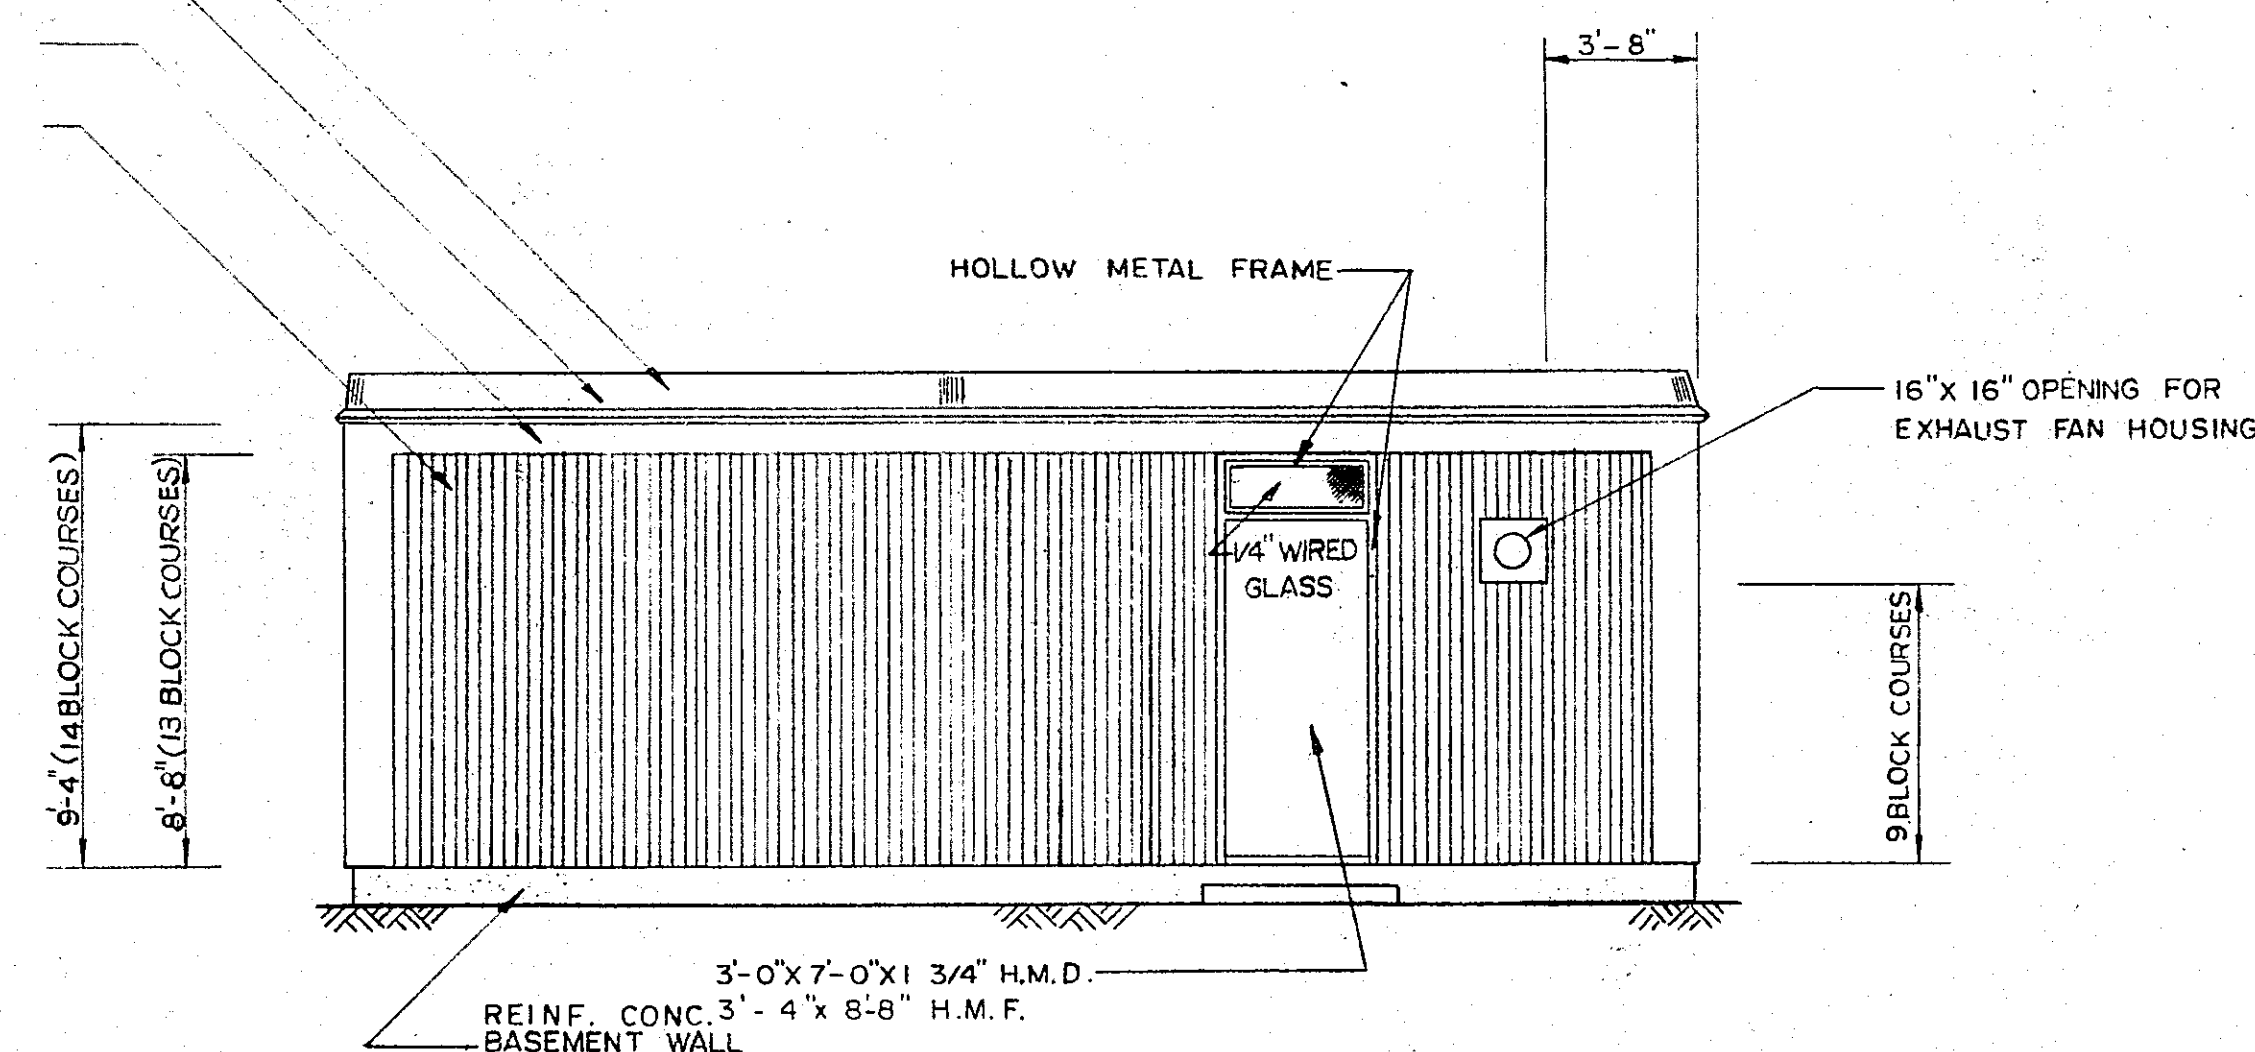 3'-8"
HOLLOW METAL FRAME
16"X 16" OPENING FOR
EXHAUST FAN HOUSING
9'-4" (14 BLOCK COURSES)
8'-8" (13 BLOCK COURSES)
1/4" WIRED
GLASS
9 BLOCK COURSES
3'-0"X 7'-0"X 1 3/4" H.M.D.
3'-4"x 8'-8" H.M.F.
REINF. CONC.
BASEMENT WALL